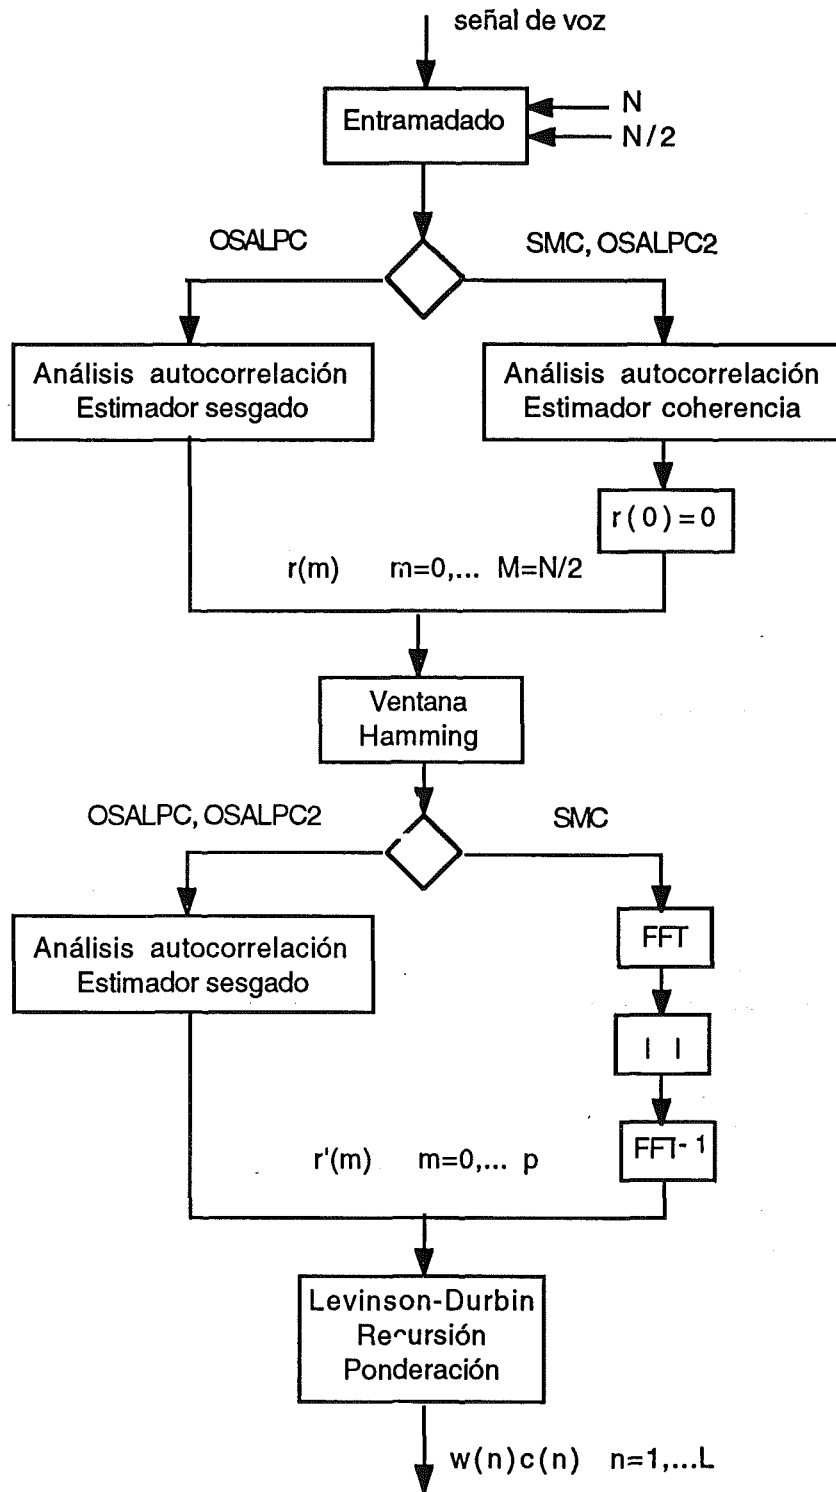 señal de voz
Entramadado
N
N/2
OSALPC
SMC, OSALPC2
Análisis autocorrelación
Estimador sesgado
Análisis autocorrelación
Estimador coherencia
r(0)=0
r(m) m=0,... M=N/2
Ventana
Hamming
OSALPC, OSALPC2
SMC
Análisis autocorrelación
Estimador sesgado
FFT
| |
FFT-1
r'(m) m=0,... p
Levinson-Durbin
Recursión
Ponderación
w(n)c(n) n=1,...L